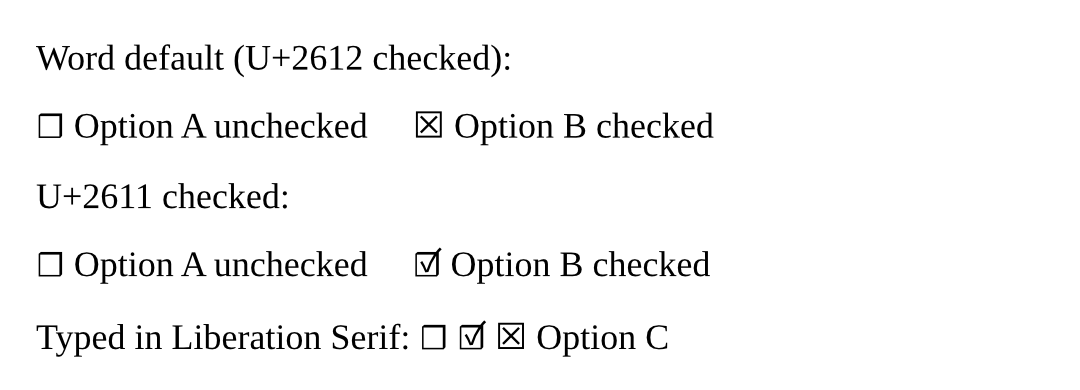 Word default (U+2612 checked):
☐ Option A unchecked ☒ Option B checked
U+2611 checked:
☐ Option A unchecked ☑ Option B checked
Typed in Liberation Serif: ☐ ☑ ☒ Option C